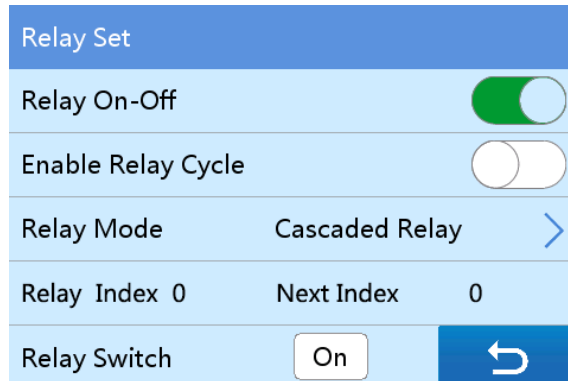 Relay Set
Relay On-Off
Enable Relay Cycle
Relay Mode Cascaded Relay
Relay Index 0 Next Index 0
Relay Switch On